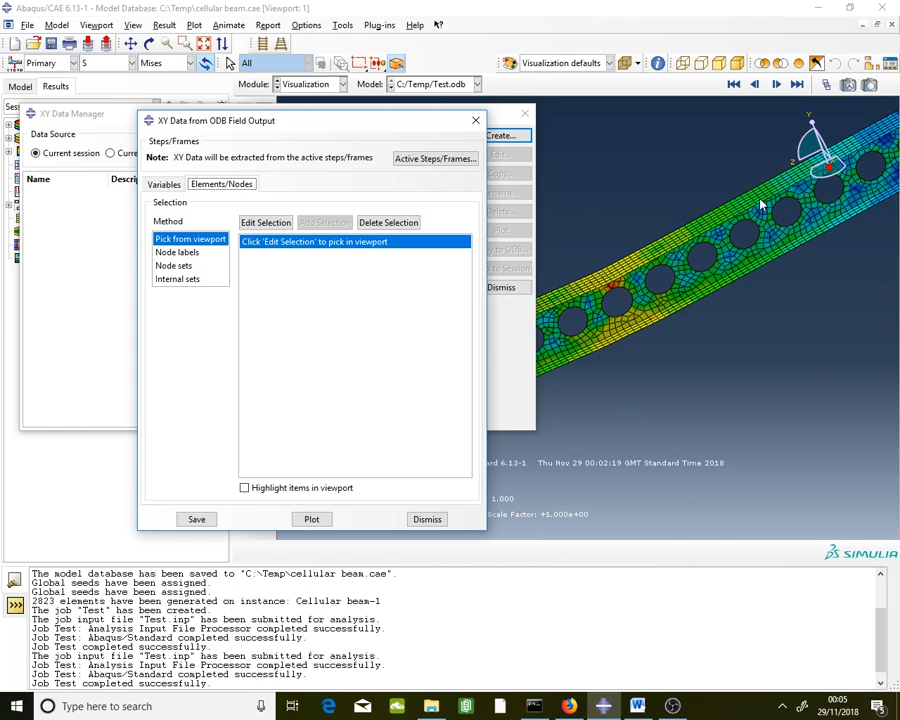 Abaqus/CAE 6.13-1 - Model Database: C:\Temp\cellular beam.cae [Viewport: 1]
File Model Viewport View Result Plot Animate Report Options Tools Plug-ins Help
Primary S Mises All Visualization defaults
Model Results Module: Visualization Model: C:/Temp/Test.odb
XY Data Manager
Data Source
Current session
Name Descrip
Create...
Edit...
Plot
Dismiss
XY Data from ODB Field Output
Steps/Frames
Note: XY Data will be extracted from the active steps/frames Active Steps/Frames...
Variables Elements/Nodes
Selection
Method Edit Selection Add Selection Delete Selection
Pick from viewport Click 'Edit Selection' to pick in viewport
Node labels
Node sets
Internal sets
Highlight items in viewport
Save Plot Dismiss
Y
Z
ard 6.13-1 Thu Nov 29 00:02:19 GMT Standard Time 2018
1.000
Scale Factor: +1.000e+00
SIMULIA
The model database has been saved to "C:\Temp\cellular beam.cae".
Global seeds have been assigned.
Global seeds have been assigned.
2823 elements have been generated on instance: Cellular beam-1
The job "Test" has been created.
The job input file "Test.inp" has been submitted for analysis.
Job Test: Analysis Input File Processor completed successfully.
Job Test: Abaqus/Standard completed successfully.
Job Test completed successfully.
The job input file "Test.inp" has been submitted for analysis.
Job Test: Analysis Input File Processor completed successfully.
Job Test: Abaqus/Standard completed successfully.
Job Test completed successfully.
Type here to search
00:05
29/11/2018